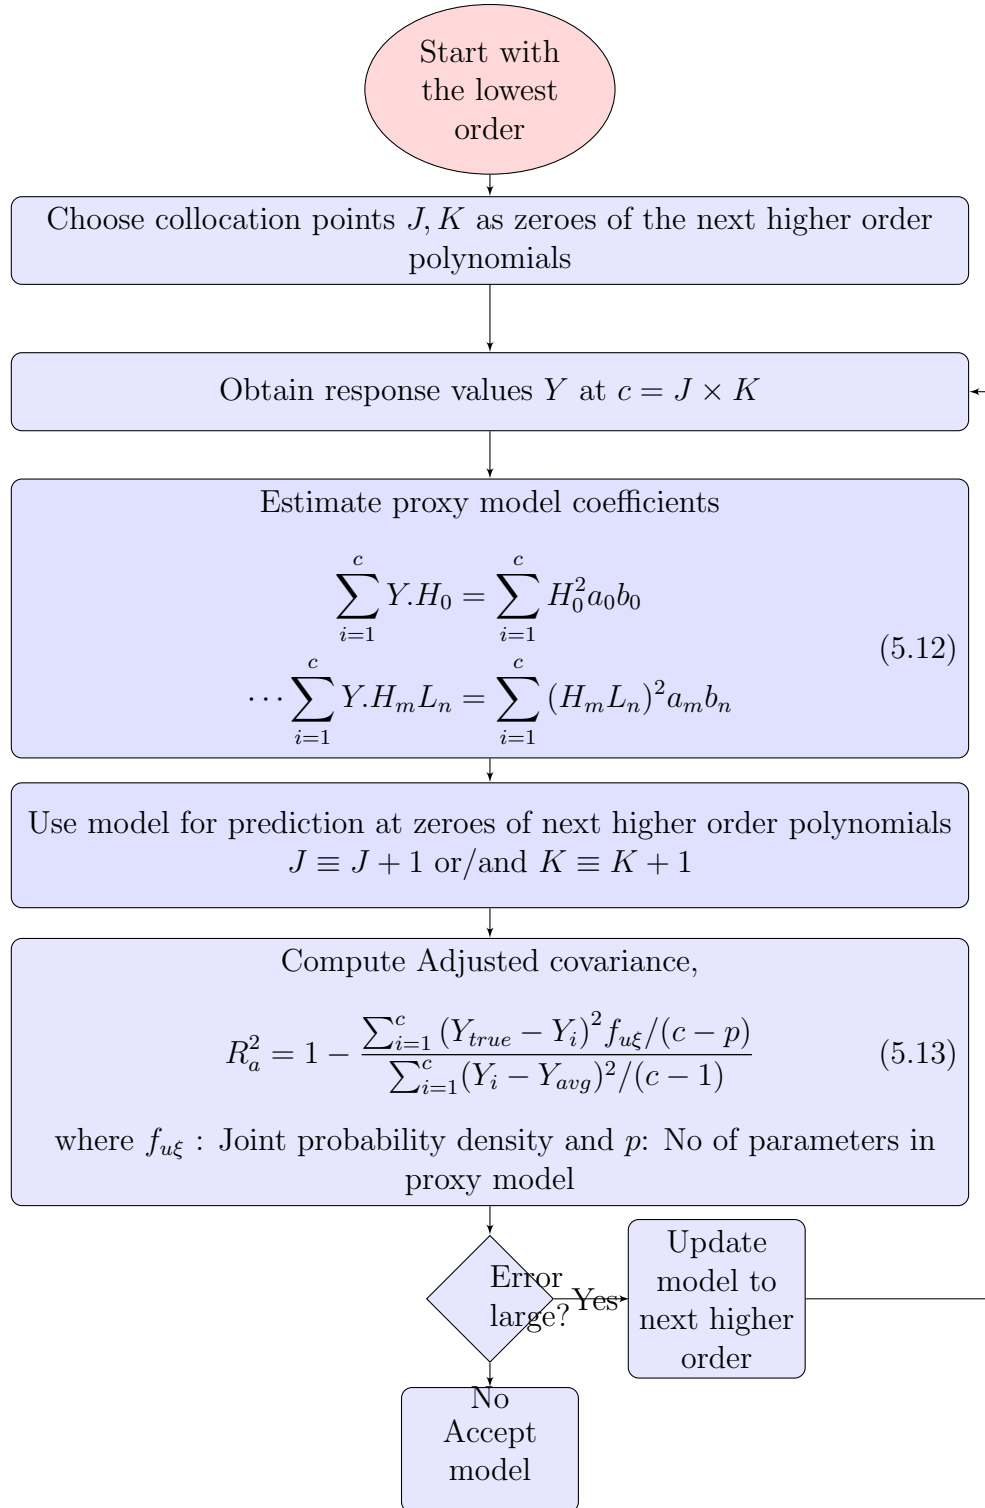 Start with
the lowest
order
Choose collocation points J, K as zeroes of the next higher order
polynomials
Obtain response values Y at c = J × K
Estimate proxy model coefficients
∑_{i=1}^{c} Y.H_0 = ∑_{i=1}^{c} H_0^2 a_0 b_0
⋯ ∑_{i=1}^{c} Y.H_m L_n = ∑_{i=1}^{c} (H_m L_n)^2 a_m b_n
(5.12)
Use model for prediction at zeroes of next higher order polynomials
J ≡ J + 1 or/and K ≡ K + 1
Compute Adjusted covariance,
R_a^2 = 1 − \frac{∑_{i=1}^{c} (Y_{true} − Y_i)^2 f_{uξ}/(c − p)}{∑_{i=1}^{c} (Y_i − Y_{avg})^2/(c − 1)} (5.13)
where f_{uξ} : Joint probability density and p: No of parameters in
proxy model
Error
large?
Yes
Update
model to
next higher
order
No
Accept
model